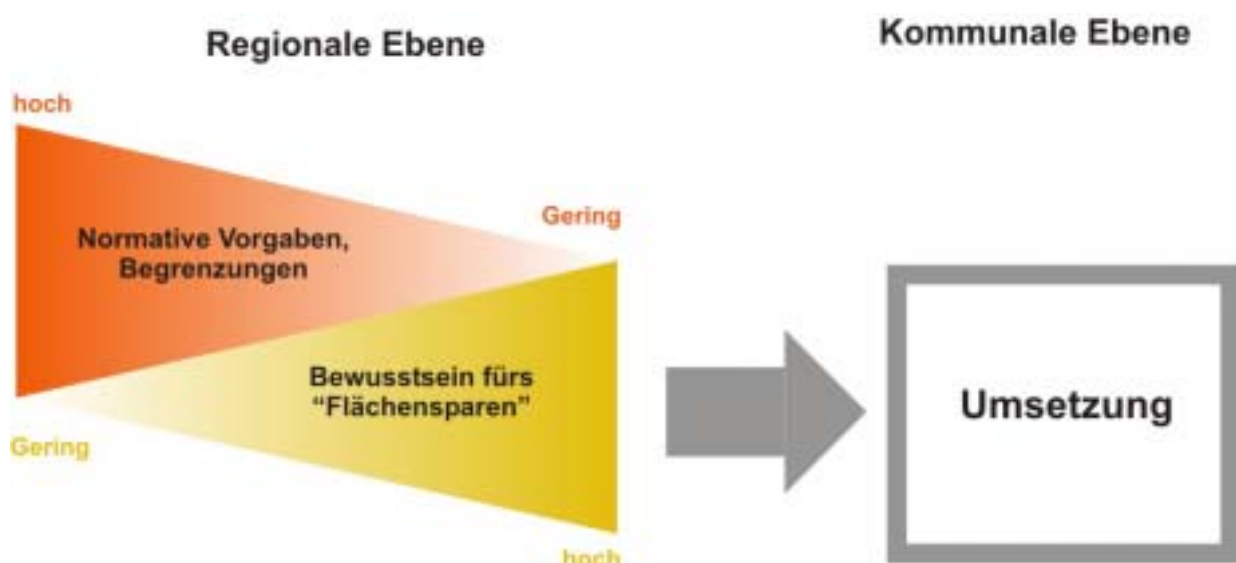 Regionale Ebene
Kommunale Ebene
hoch
Gering
Normative Vorgaben,
Begrenzungen
Bewusstsein fürs
“Flächensparen”
Gering
hoch
Umsetzung